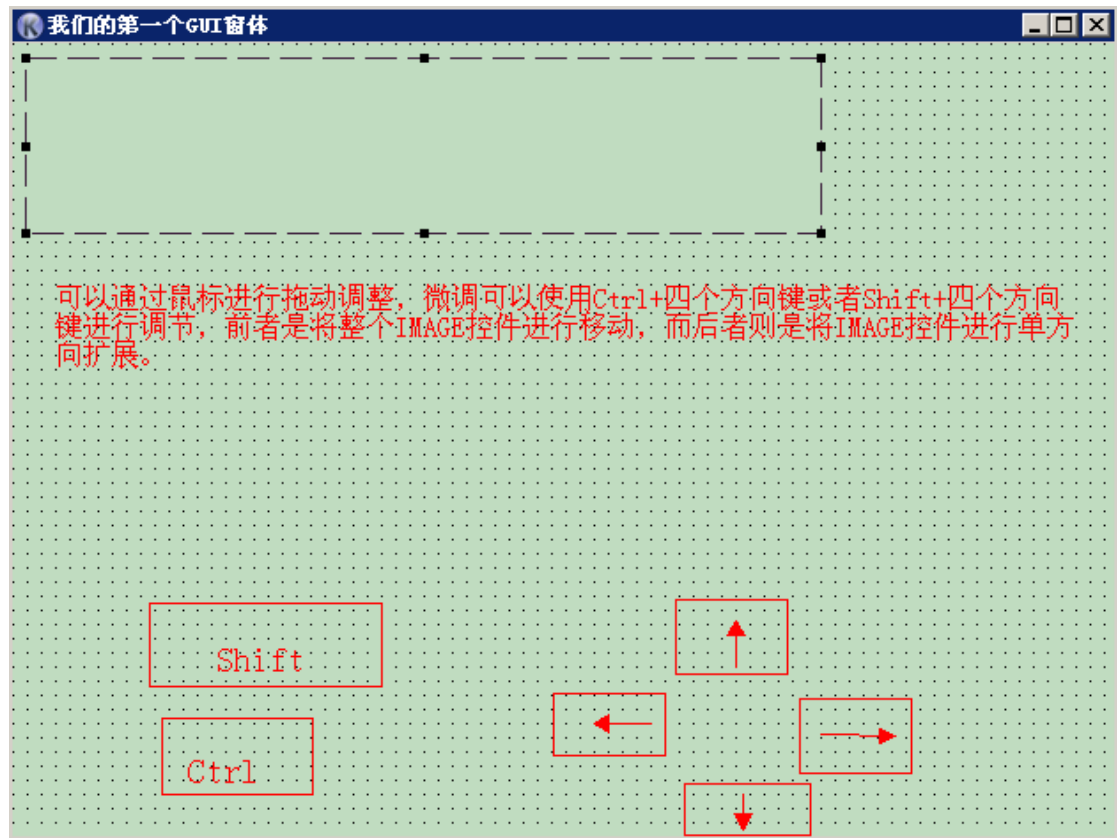 我们的第一个GUI窗体
可以通过鼠标进行拖动调整，微调可以使用Ctrl+四个方向键或者Shift+四个方向
键进行调节，前者是将整个IMAGE控件进行移动，而后者则是将IMAGE控件进行单方
向扩展。
Shift
Ctrl